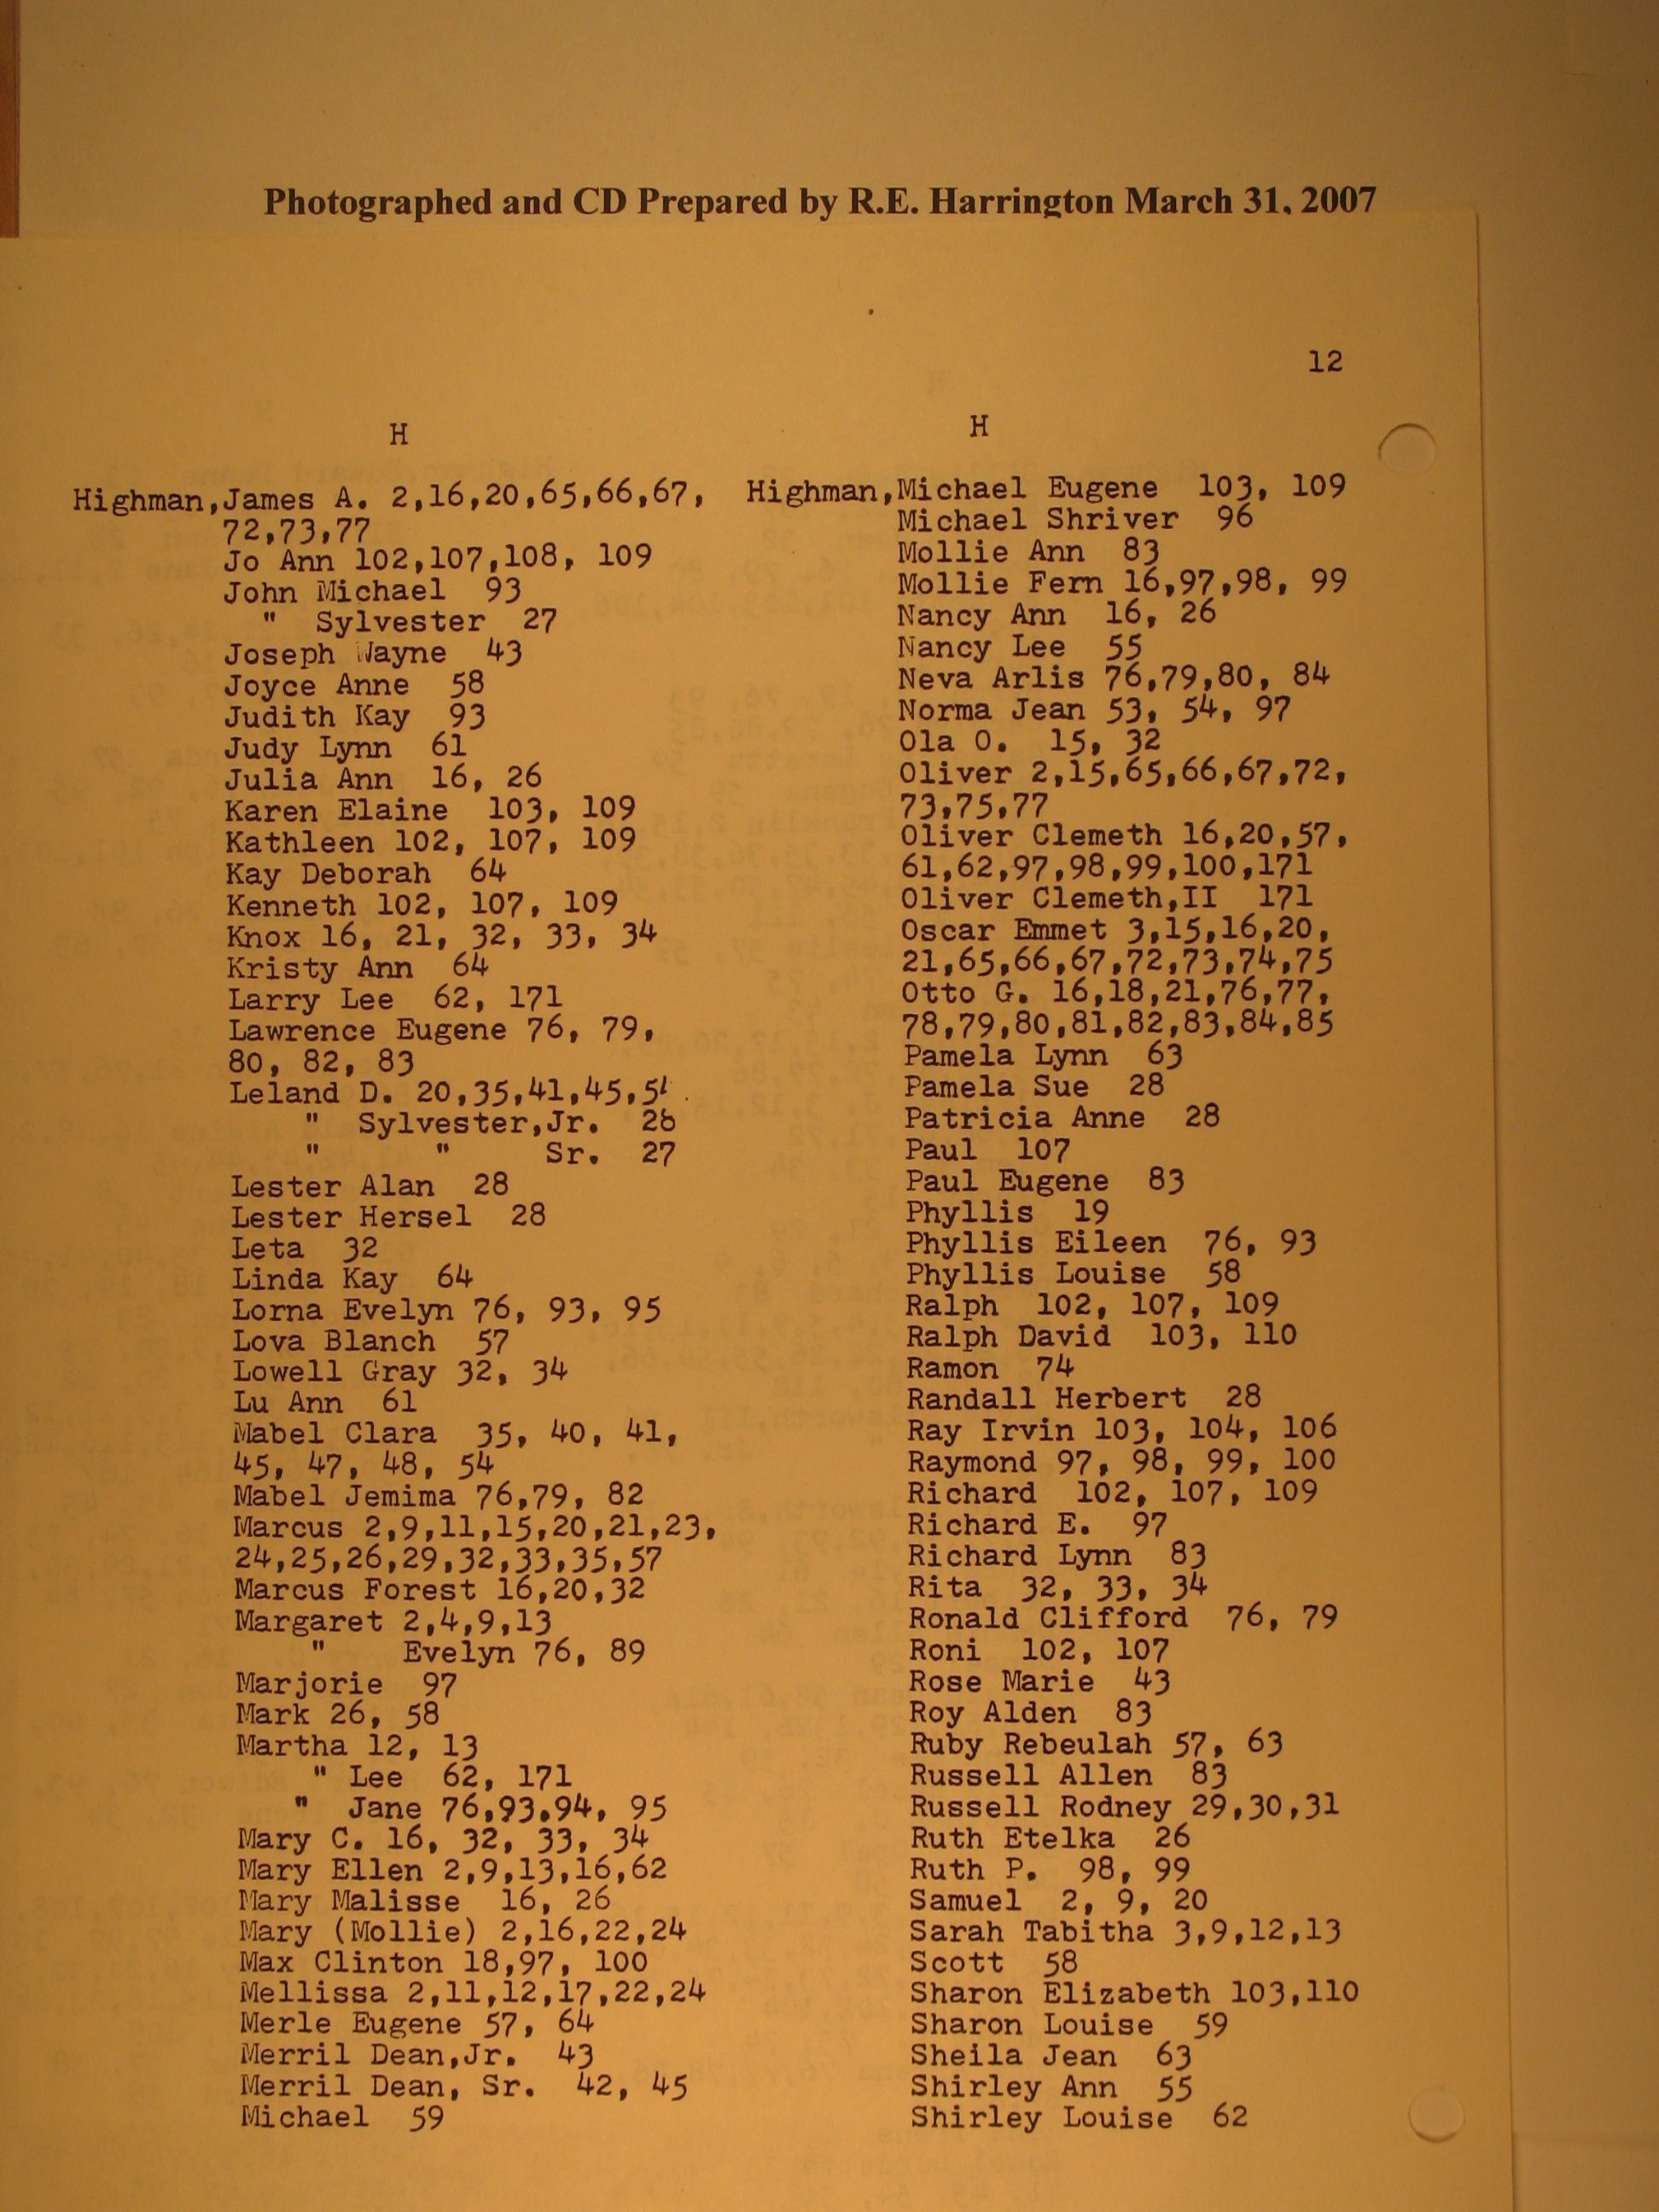 Photographed and CD Prepared by R.E. Harrington March 31, 2007
12
H
Highman,James A. 2,16,20,65,66,67,
72,73,77
Jo Ann 102,107,108, 109
John Michael 93
" Sylvester 27
Joseph Wayne 43
Joyce Anne 58
Judith Kay 93
Judy Lynn 61
Julia Ann 16, 26
Karen Elaine 103, 109
Kathleen 102, 107, 109
Kay Deborah 64
Kenneth 102, 107, 109
Knox 16, 21, 32, 33, 34
Kristy Ann 64
Larry Lee 62, 171
Lawrence Eugene 76, 79,
80, 82, 83
Leland D. 20,35,41,45,54
" Sylvester,Jr. 28
" " Sr. 27
Lester Alan 28
Lester Hersel 28
Leta 32
Linda Kay 64
Lorna Evelyn 76, 93, 95
Lova Blanch 57
Lowell Gray 32, 34
Lu Ann 61
Mabel Clara 35, 40, 41,
45, 47, 48, 54
Mabel Jemima 76,79, 82
Marcus 2,9,11,15,20,21,23,
24,25,26,29,32,33,35,57
Marcus Forest 16,20,32
Margaret 2,4,9,13
" Evelyn 76, 89
Marjorie 97
Mark 26, 58
Martha 12, 13
" Lee 62, 171
" Jane 76,93,94, 95
Mary C. 16, 32, 33, 34
Mary Ellen 2,9,13,16,62
Mary Malisse 16, 26
Mary (Mollie) 2,16,22,24
Max Clinton 18,97, 100
Mellissa 2,11,12,17,22,24
Merle Eugene 57, 64
Merril Dean,Jr. 43
Merril Dean, Sr. 42, 45
Michael 59
H
Highman,Michael Eugene 103, 109
Michael Shriver 96
Mollie Ann 83
Mollie Fern 16,97,98, 99
Nancy Ann 16, 26
Nancy Lee 55
Neva Arlis 76,79,80, 84
Norma Jean 53, 54, 97
Ola O. 15, 32
Oliver 2,15,65,66,67,72,
73,75,77
Oliver Clemeth 16,20,57,
61,62,97,98,99,100,171
Oliver Clemeth,II 171
Oscar Emmet 3,15,16,20,
21,65,66,67,72,73,74,75
Otto G. 16,18,21,76,77,
78,79,80,81,82,83,84,85
Pamela Lynn 63
Pamela Sue 28
Patricia Anne 28
Paul 107
Paul Eugene 83
Phyllis 19
Phyllis Eileen 76, 93
Phyllis Louise 58
Ralph 102, 107, 109
Ralph David 103, 110
Ramon 74
Randall Herbert 28
Ray Irvin 103, 104, 106
Raymond 97, 98, 99, 100
Richard 102, 107, 109
Richard E. 97
Richard Lynn 83
Rita 32, 33, 34
Ronald Clifford 76, 79
Roni 102, 107
Rose Marie 43
Roy Alden 83
Ruby Rebeulah 57, 63
Russell Allen 83
Russell Rodney 29,30,31
Ruth Etelka 26
Ruth P. 98, 99
Samuel 2, 9, 20
Sarah Tabitha 3,9,12,13
Scott 58
Sharon Elizabeth 103,110
Sharon Louise 59
Sheila Jean 63
Shirley Ann 55
Shirley Louise 62